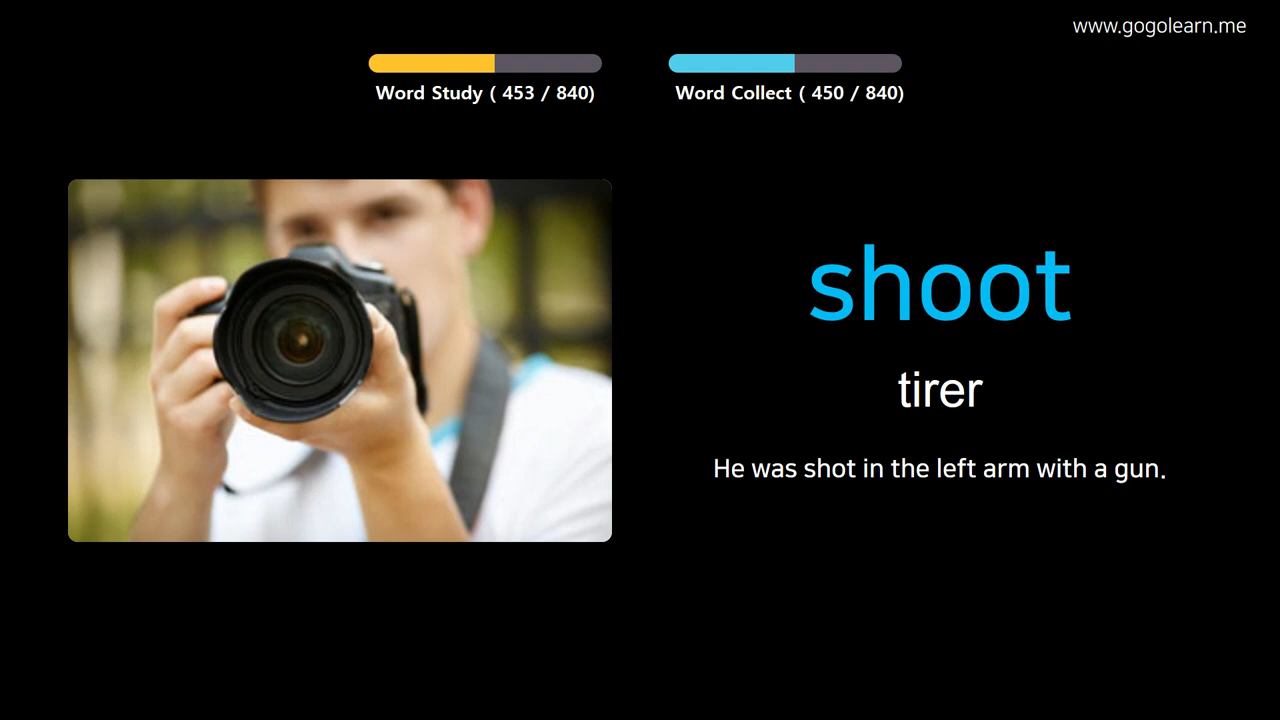 www.gogolearn.me
Word Study ( 453 / 840)
Word Collect ( 450 / 840)
shoot
tirer
He was shot in the left arm with a gun.